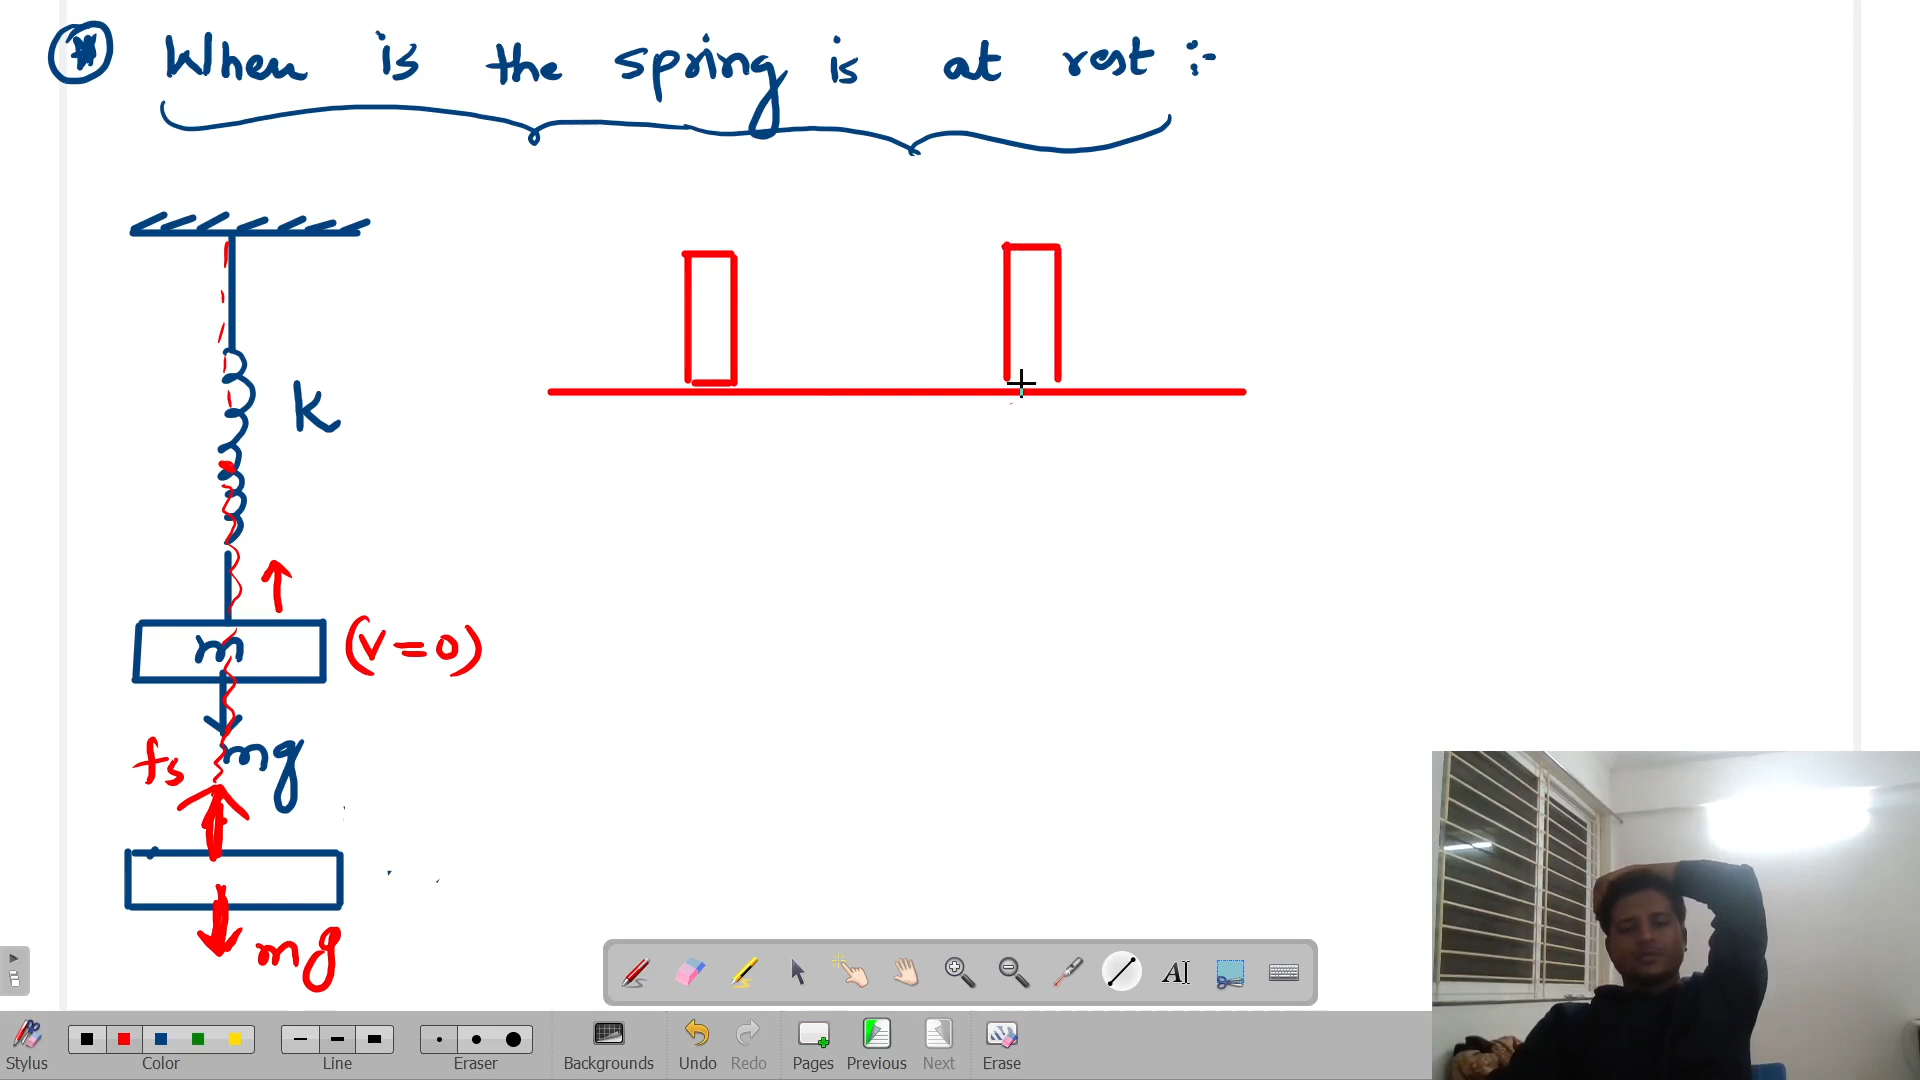 When is the spring is at rest :-
k
m
(v=0)
fs
mg
mg
AI
Stylus
Color
Line
Eraser
Backgrounds
Undo
Redo
Pages
Previous
Next
Erase